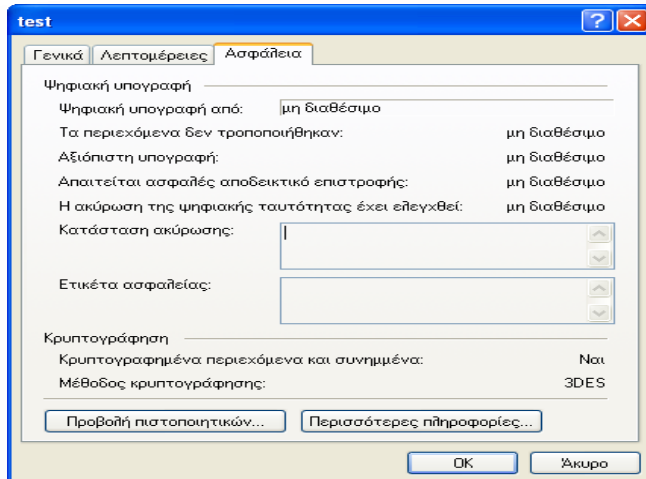 test
Γενικά Λεπτομέρειες Ασφάλεια
Ψηφιακή υπογραφή
Ψηφιακή υπογραφή από: μη διαθέσιμο
Τα περιεχόμενα δεν τροποποιήθηκαν: μη διαθέσιμο
Αξιόπιστη υπογραφή: μη διαθέσιμο
Απαιτείται ασφαλές αποδεικτικό επιστροφής: μη διαθέσιμο
Η ακύρωση της ψηφιακής ταυτότητας έχει ελεγχθεί: μη διαθέσιμο
Κατάσταση ακύρωσης:
Ετικέτα ασφαλείας:
Κρυπτογράφηση
Κρυπτογραφημένα περιεχόμενα και συνημμένα: Ναι
Μέθοδος κρυπτογράφησης: 3DES
Προβολή πιστοποιητικών... Περισσότερες πληροφορίες...
OK Άκυρο